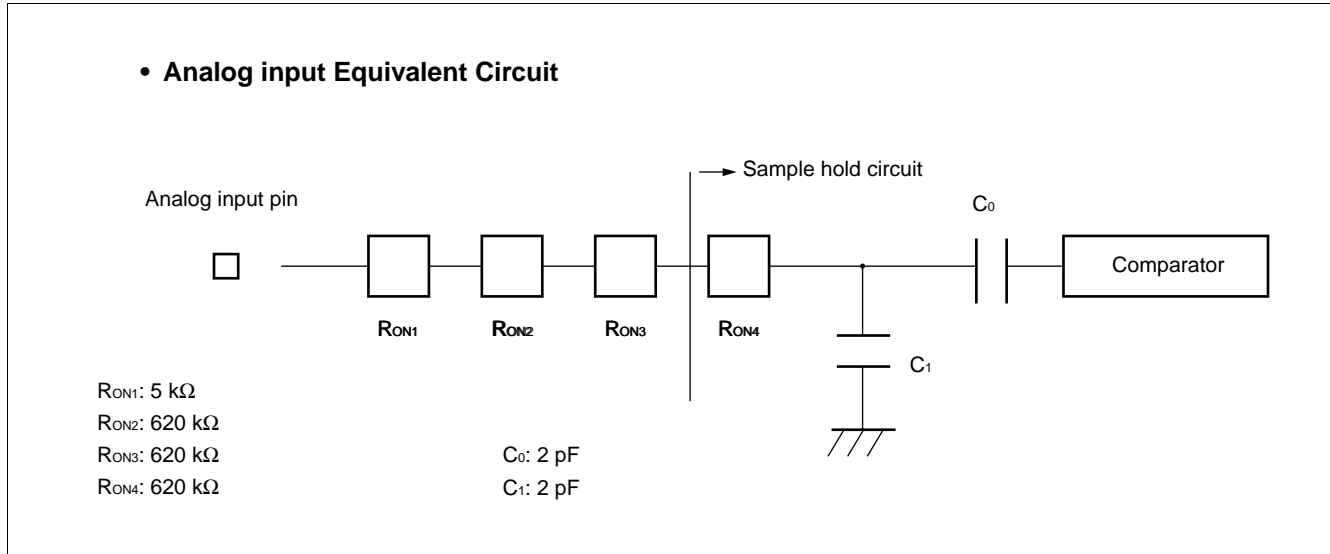 • Analog input Equivalent Circuit
Sample hold circuit
Analog input pin
C0
Comparator
RON1
RON2
RON3
RON4
C1
RON1: 5 kΩ
RON2: 620 kΩ
RON3: 620 kΩ
RON4: 620 kΩ
C0: 2 pF
C1: 2 pF